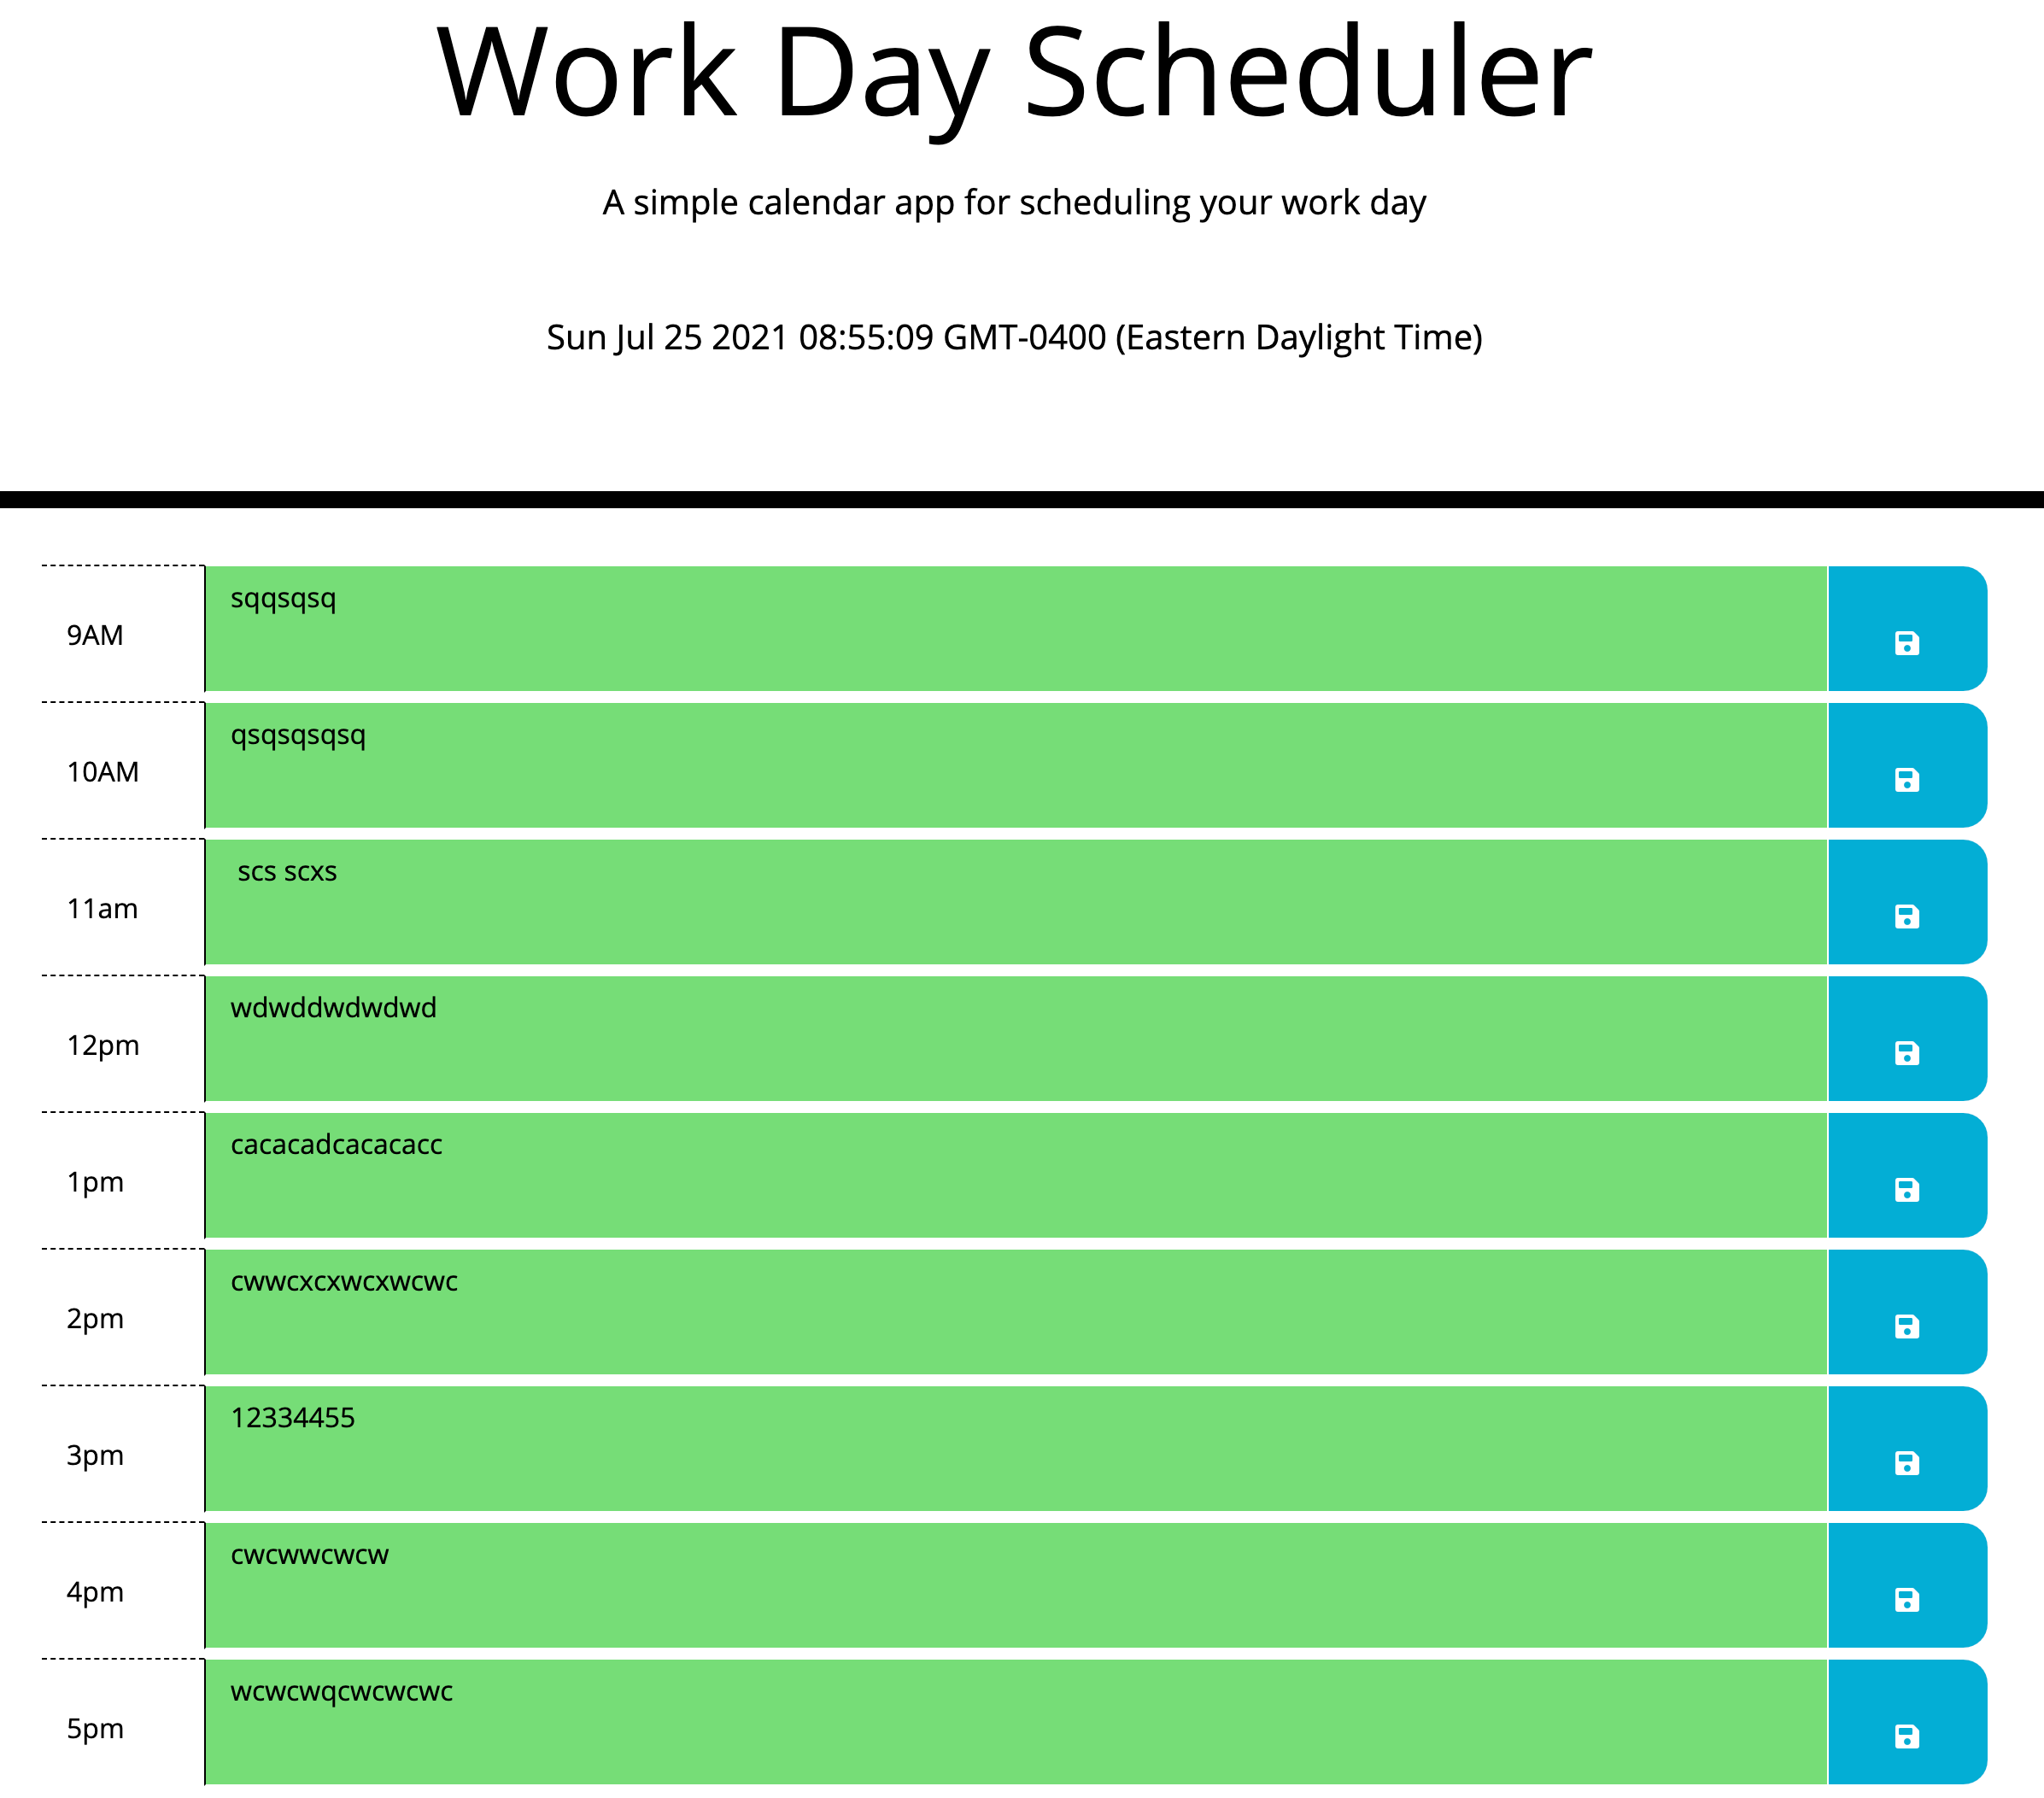 Work Day Scheduler
A simple calendar app for scheduling your work day
Sun Jul 25 2021 08:55:09 GMT-0400 (Eastern Daylight Time)
9AM
sqqsqsq
10AM
qsqsqsqsq
11am
scs scxs
12pm
wdwddwdwdwd
1pm
cacacadcacacacc
2pm
cwwcxcxwcxwcwc
3pm
12334455
4pm
cwcwwcwcw
5pm
wcwcwqcwcwcwc